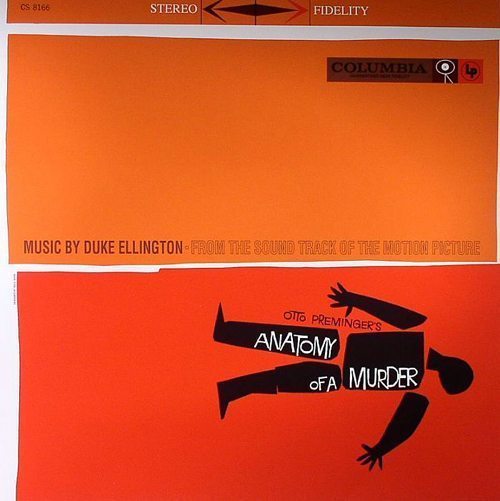 CS 8166
STEREO FIDELITY
COLUMBIA
LP
MUSIC BY DUKE ELLINGTON · FROM THE SOUND TRACK OF THE MOTION PICTURE
OTTO PREMINGER'S
ANATOMY
OF A MURDER